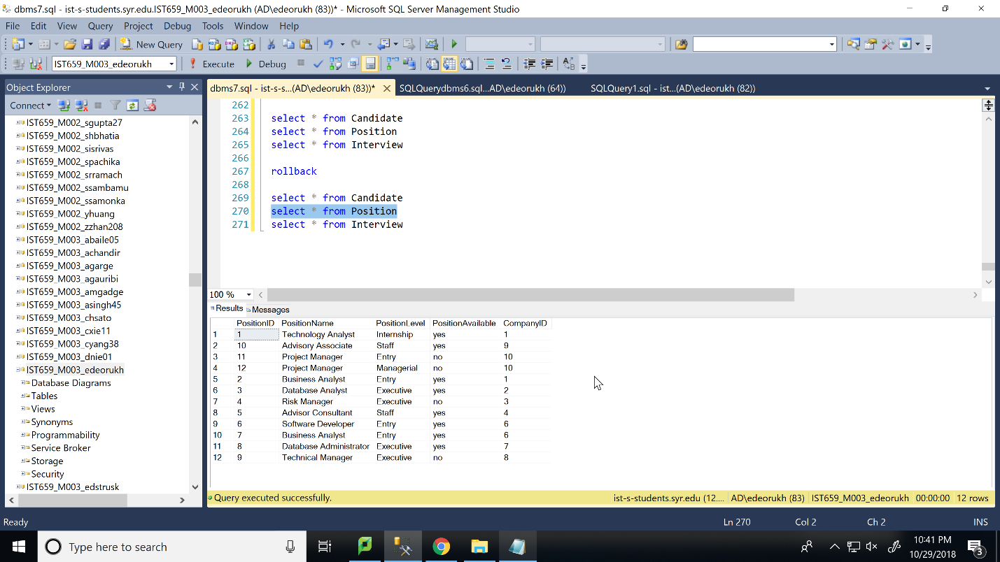 dbms7.sql - ist-s-students.syr.edu.IST659_M003_edeorukh (AD\edeorukh (83))* - Microsoft SQL Server Management Studio
File Edit View Query Project Debug Tools Window Help
New Query
IST659_M003_edeorukh Execute Debug
Object Explorer
Connect
IST659_M002_sgupta27
IST659_M002_shbhatia
IST659_M002_sisrivas
IST659_M002_spachika
IST659_M002_srramach
IST659_M002_ssambamu
IST659_M002_ssamonka
IST659_M002_yhuang
IST659_M002_zzhan208
IST659_M003_abaile05
IST659_M003_achandir
IST659_M003_agarge
IST659_M003_agauribi
IST659_M003_amgadge
IST659_M003_asingh45
IST659_M003_chsato
IST659_M003_cxie11
IST659_M003_cyang38
IST659_M003_dnie01
IST659_M003_edeorukh
Database Diagrams
Tables
Views
Synonyms
Programmability
Service Broker
Storage
Security
IST659_M003_edstrusk
dbms7.sql - ist-s-s...(AD\edeorukh (83))* SQLQuerydbms6.sql...AD\edeorukh (64)) SQLQuery1.sql - ist...(AD\edeorukh (82))
262
263 select * from Candidate
264 select * from Position
265 select * from Interview
266
267 rollback
268
269 select * from Candidate
270 select * from Position
271 select * from Interview
100 %
Results Messages
PositionID PositionName PositionLevel PositionAvailable CompanyID
1 1 Technology Analyst Internship yes 1
2 10 Advisory Associate Staff yes 9
3 11 Project Manager Entry no 10
4 12 Project Manager Managerial no 10
5 2 Business Analyst Entry yes 1
6 3 Database Analyst Executive yes 2
7 4 Risk Manager Executive no 3
8 5 Advisor Consultant Staff yes 4
9 6 Software Developer Entry yes 6
10 7 Business Analyst Entry yes 6
11 8 Database Administrator Executive yes 7
12 9 Technical Manager Executive no 8
Query executed successfully. ist-s-students.syr.edu (12.... AD\edeorukh (83) IST659_M003_edeorukh 00:00:00 12 rows
Ready Ln 270 Col 2 Ch 2 INS
Type here to search
10:41 PM
10/29/2018
3